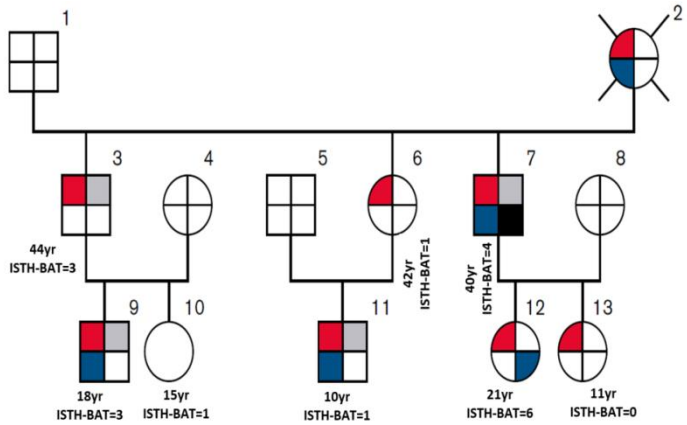 1
2
3
4
5
6
7
8
44yr
ISTH-BAT=3
42yr
ISTH-BAT=1
40yr
ISTH-BAT=4
9
10
11
12
13
18yr
ISTH-BAT=3
15yr
ISTH-BAT=1
10yr
ISTH-BAT=1
21yr
ISTH-BAT=6
11yr
ISTH-BAT=0